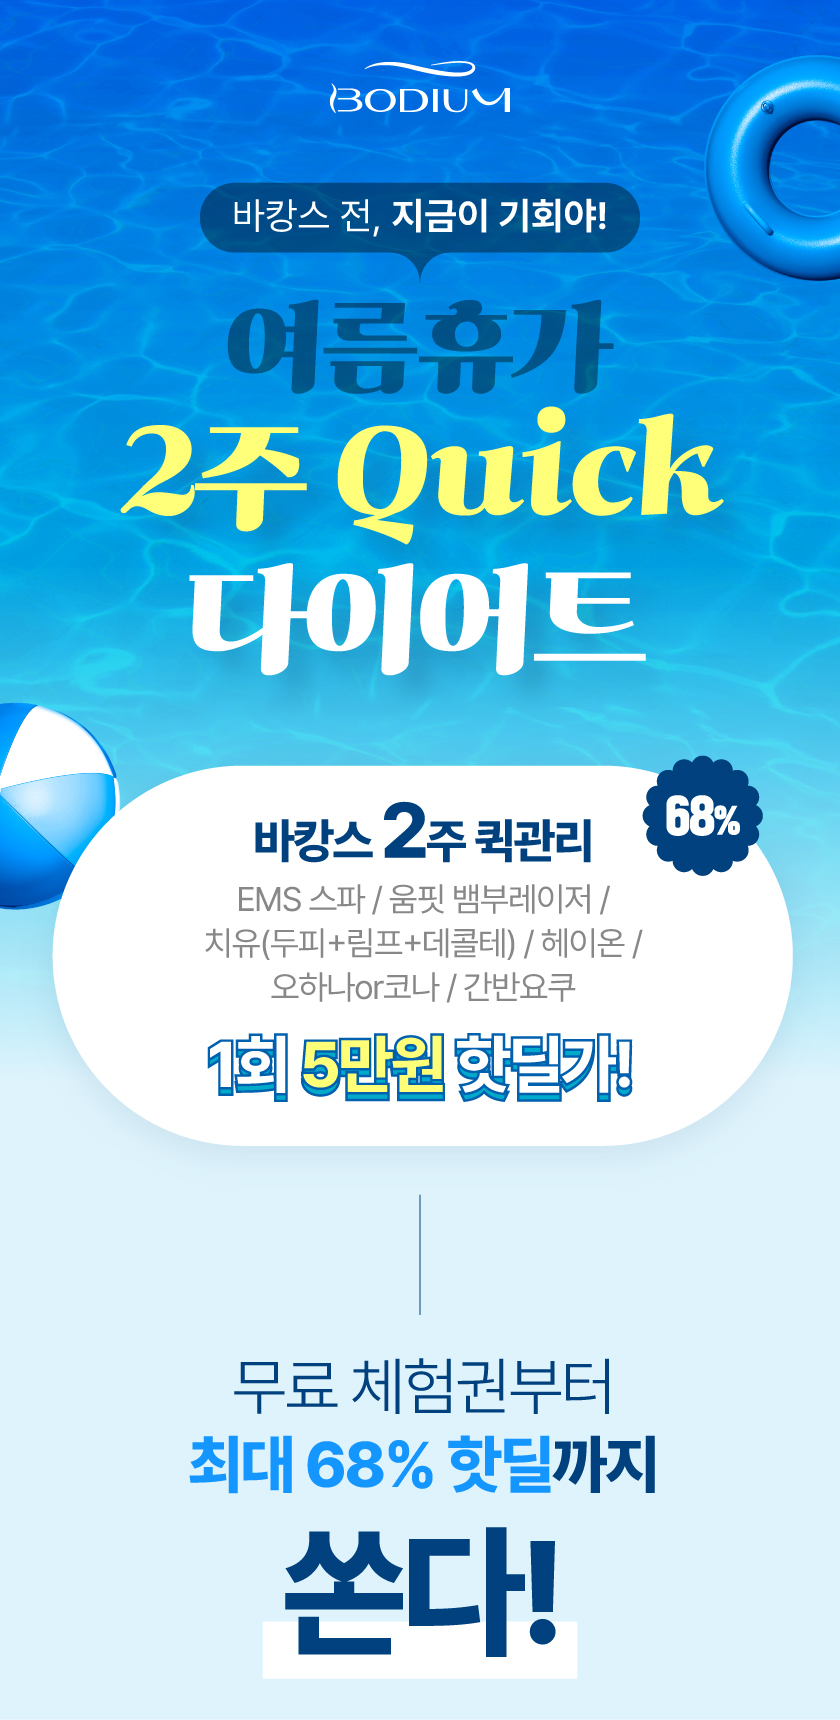 BODIUM
바캉스 전, 지금이 기회야!
여름휴가
2주 Quick
다이어트
68%
바캉스 2주 퀵관리
EMS 스파 / 움핏 뱀부레이저 /
치유(두피+림프+데콜테) / 헤이온 /
오하나or코나 / 간반요쿠
1회 5만원 핫딜가!
무료 체험권부터
최대 68% 핫딜까지
쏜다!